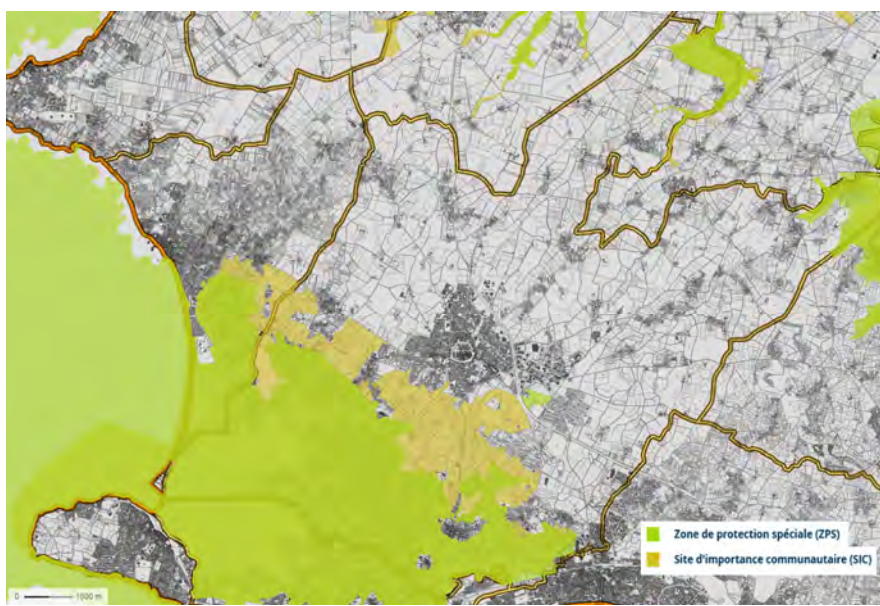 Zone de protection spéciale (ZPS)
Site d'importance communautaire (SIC)
0 1000 m